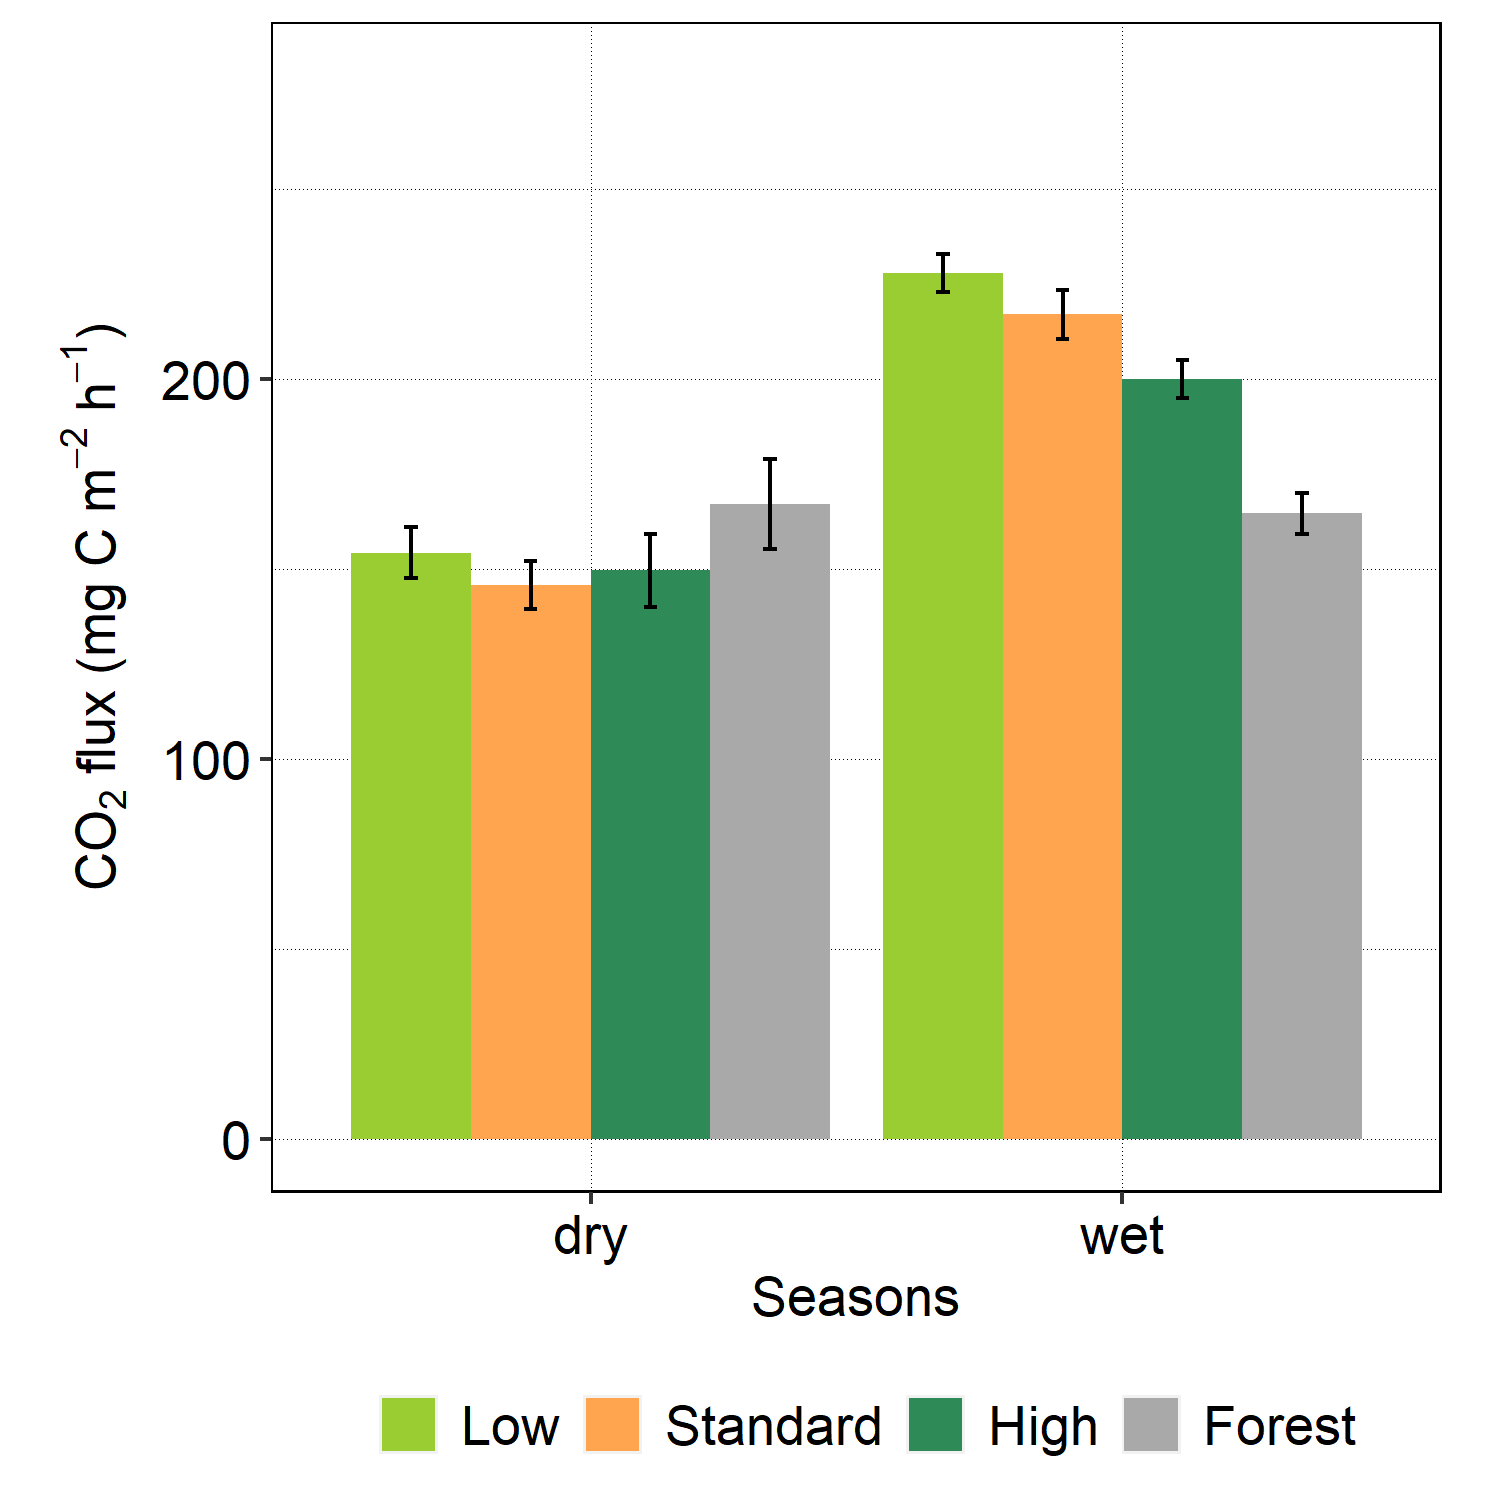 CO₂ flux (mg C m⁻² h⁻¹)
200
100
0
dry wet
Seasons
Low Standard High Forest